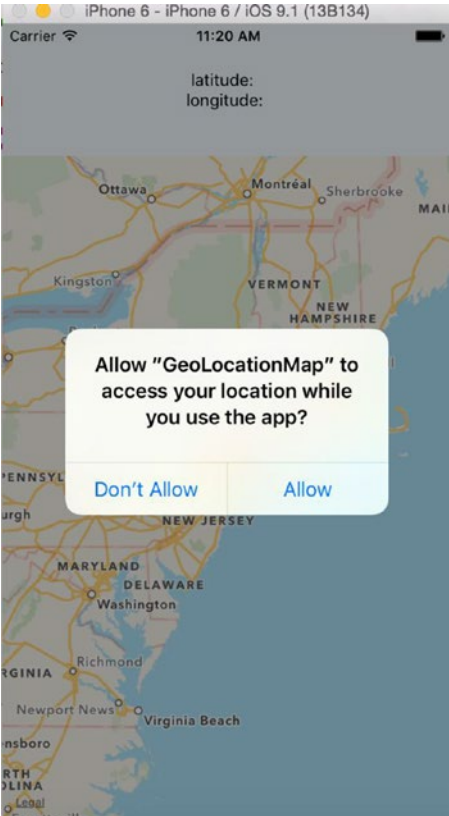 iPhone 6 - iPhone 6 / iOS 9.1 (13B134)
Carrier 11:20 AM
latitude:
longitude:
Ottawa
Montréal
Sherbrooke
MAI
Kingston
VERMONT
NEW
HAMPSHIRE
Allow "GeoLocationMap" to
access your location while
you use the app?
PENNSYL
Don't Allow Allow
urgh
NEW JERSEY
MARYLAND
DELAWARE
Washington
Richmond
RGINIA
Newport News
Virginia Beach
nsboro
RTH
OLINA
Legal